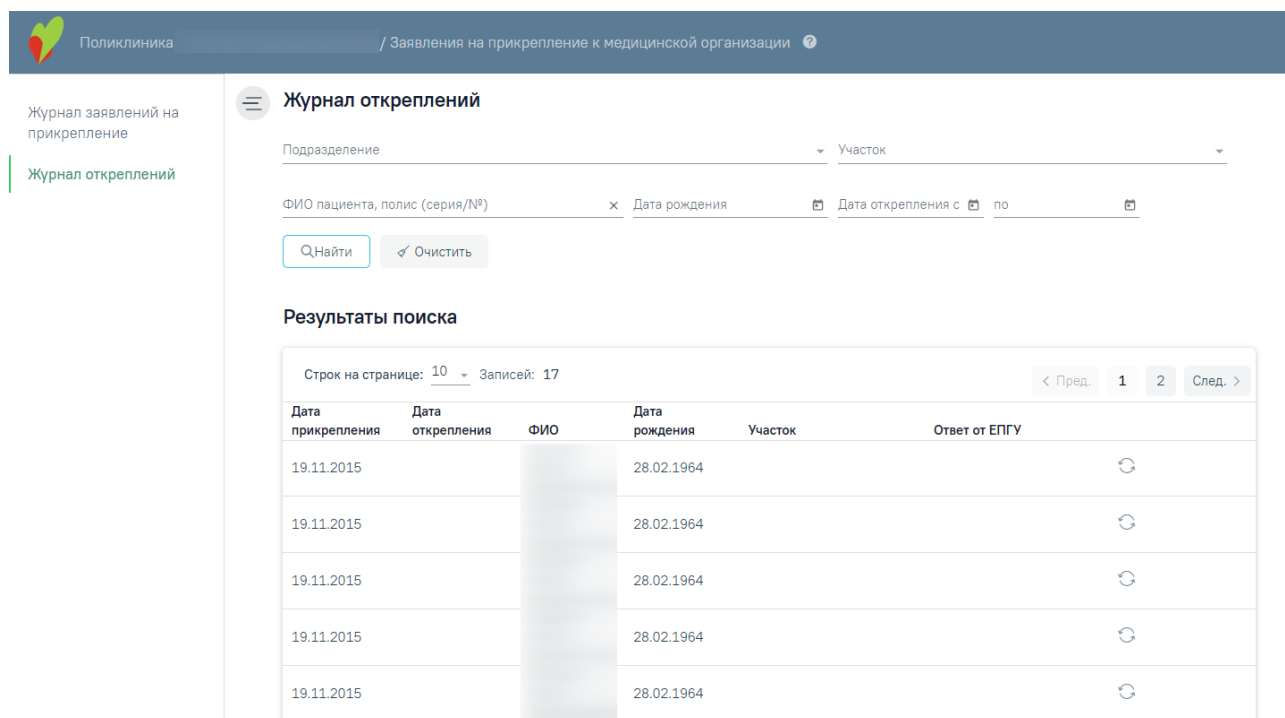 Поликлиника / Заявления на прикрепление к медицинской организации ?
Журнал заявлений на
прикрепление
Журнал откреплений
Журнал откреплений
Подразделение Участок
ФИО пациента, полис (серия/№) Дата рождения Дата открепления с по
Найти Очистить
Результаты поиска
Строк на странице: 10 Записей: 17 Пред. 1 2 След.
Дата прикрепления Дата открепления ФИО Дата рождения Участок Ответ от ЕПГУ
19.11.2015 28.02.1964
19.11.2015 28.02.1964
19.11.2015 28.02.1964
19.11.2015 28.02.1964
19.11.2015 28.02.1964